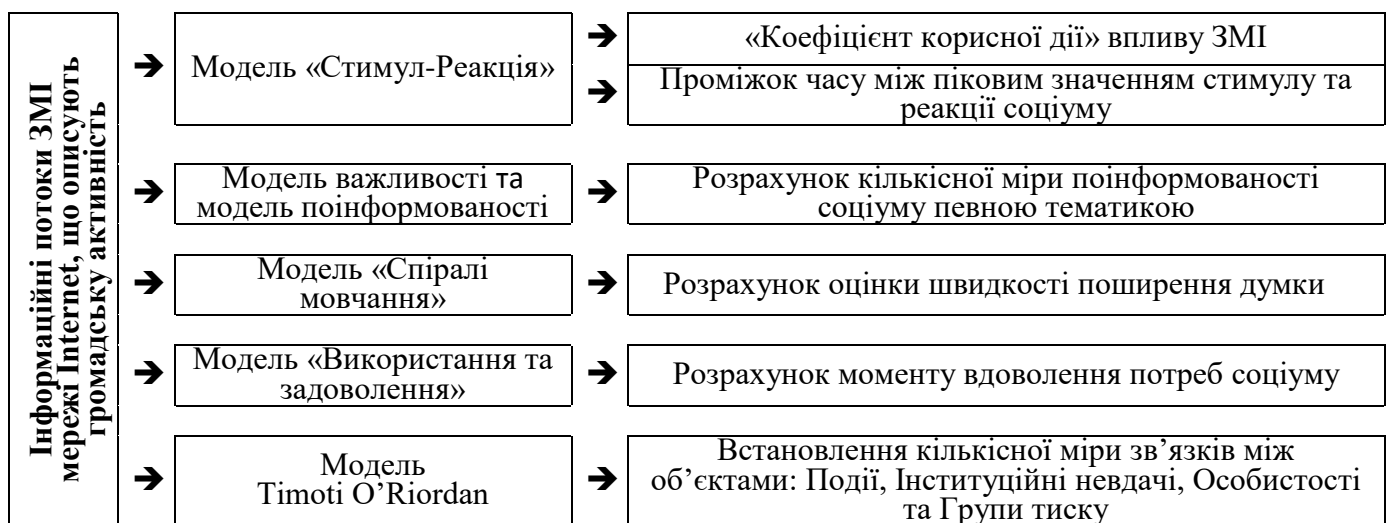 Інформаційні потоки ЗМІ
мережі Internet, що описують
громадську активність
➔
Модель «Стимул-Реакція»
➔
«Коефіцієнт корисної дії» впливу ЗМІ
➔
Проміжок часу між піковим значенням стимулу та
реакції соціуму
➔
Модель важливості та
модель поінформованості
➔
Розрахунок кількісної міри поінформованості
соціуму певною тематикою
➔
Модель «Спіралі
мовчання»
➔
Розрахунок оцінки швидкості поширення думки
➔
Модель «Використання та
задоволення»
➔
Розрахунок моменту вдоволення потреб соціуму
➔
Модель
Timoti O’Riordan
➔
Встановлення кількісної міри зв’язків між
об’єктами: Події, Інституційні невдачі, Особистості
та Групи тиску